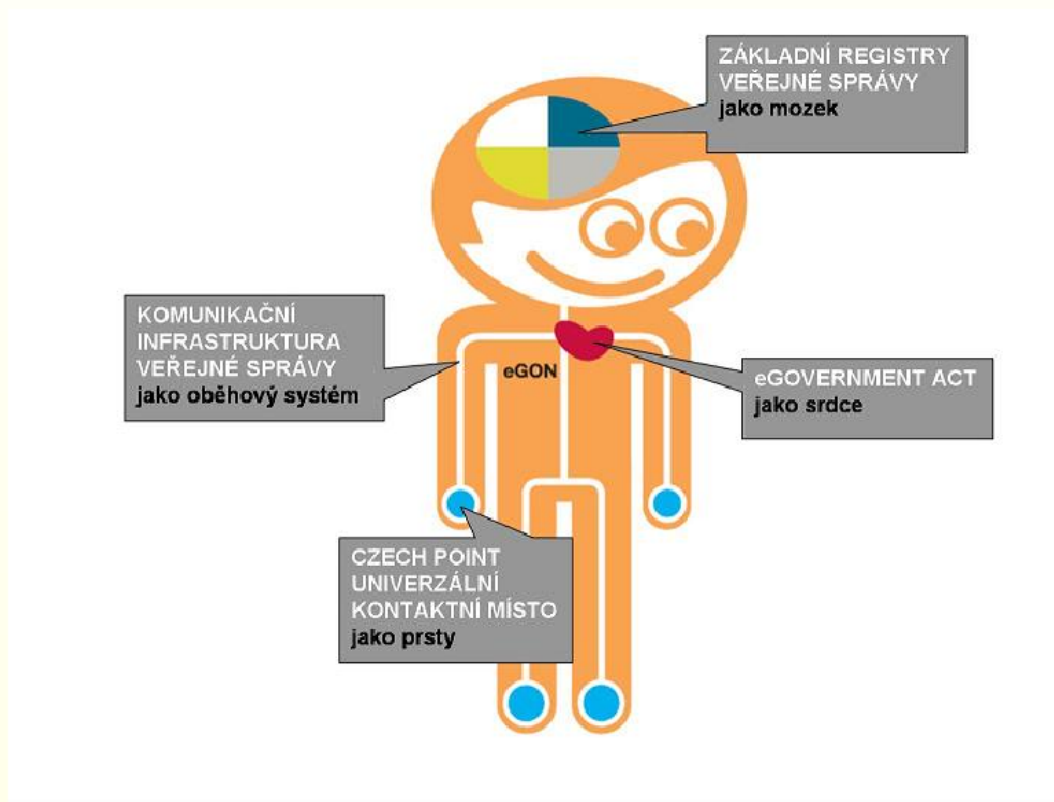 ZÁKLADNÍ REGISTRY
VEŘEJNÉ SPRÁVY
jako mozek
KOMUNIKAČNÍ
INFRASTRUKTURA
VEŘEJNÉ SPRÁVY
jako oběhový systém
eGON
eGOVERNMENT ACT
jako srdce
CZECH POINT
UNIVERZÁLNÍ
KONTAKTNÍ MÍSTO
jako prsty